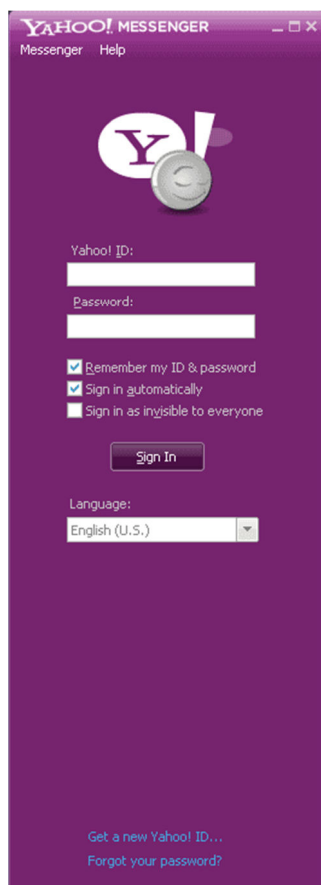 YAHOO! MESSENGER
Messenger Help
Y!
Yahoo! ID:
Password:
Remember my ID & password
Sign in automatically
Sign in as invisible to everyone
Sign In
Language:
English (U.S.)
Get a new Yahoo! ID...
Forgot your password?